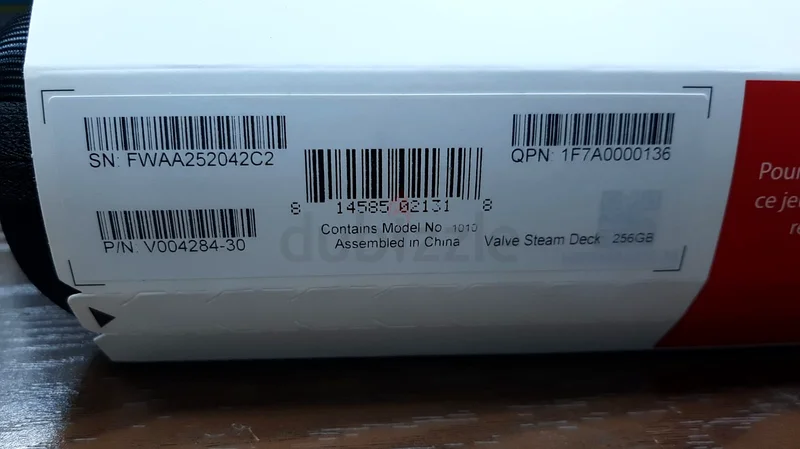 SN: FWAA252042C2
QPN: 1F7A0000136
8 14585 02131 8
P/N: V004284-30
Contains Model No 1010
Assembled in China
Valve Steam Deck 256GB
dubizzle
Pour
ce je